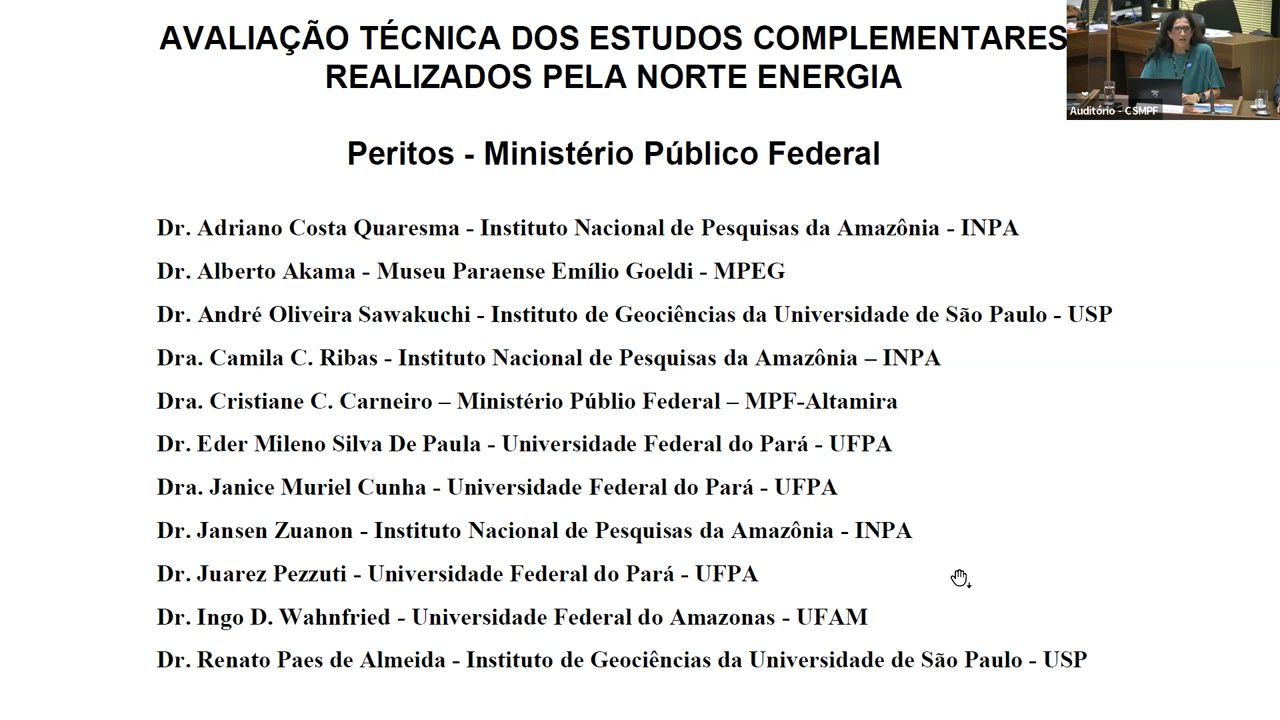 AVALIAÇÃO TÉCNICA DOS ESTUDOS COMPLEMENTARES
REALIZADOS PELA NORTE ENERGIA
Auditório - CSMPF
Peritos - Ministério Público Federal
Dr. Adriano Costa Quaresma - Instituto Nacional de Pesquisas da Amazônia - INPA
Dr. Alberto Akama - Museu Paraense Emílio Goeldi - MPEG
Dr. André Oliveira Sawakuchi - Instituto de Geociências da Universidade de São Paulo - USP
Dra. Camila C. Ribas - Instituto Nacional de Pesquisas da Amazônia – INPA
Dra. Cristiane C. Carneiro – Ministério Públio Federal – MPF-Altamira
Dr. Eder Mileno Silva De Paula - Universidade Federal do Pará - UFPA
Dra. Janice Muriel Cunha - Universidade Federal do Pará - UFPA
Dr. Jansen Zuanon - Instituto Nacional de Pesquisas da Amazônia - INPA
Dr. Juarez Pezzuti - Universidade Federal do Pará - UFPA
Dr. Ingo D. Wahnfried - Universidade Federal do Amazonas - UFAM
Dr. Renato Paes de Almeida - Instituto de Geociências da Universidade de São Paulo - USP